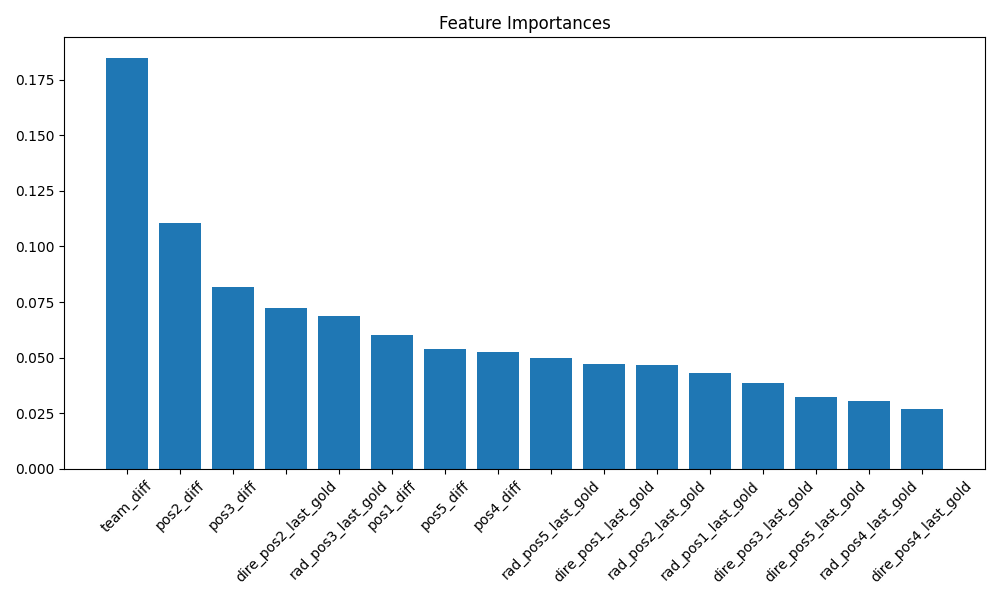 Feature Importances
0.175
0.150
0.125
0.100
0.075
0.050
0.025
0.000
team_diff
pos2_diff
pos3_diff
dire_pos2_last_gold
rad_pos3_last_gold
pos1_diff
pos5_diff
pos4_diff
rad_pos5_last_gold
dire_pos1_last_gold
rad_pos2_last_gold
rad_pos1_last_gold
dire_pos3_last_gold
dire_pos5_last_gold
rad_pos4_last_gold
dire_pos4_last_gold